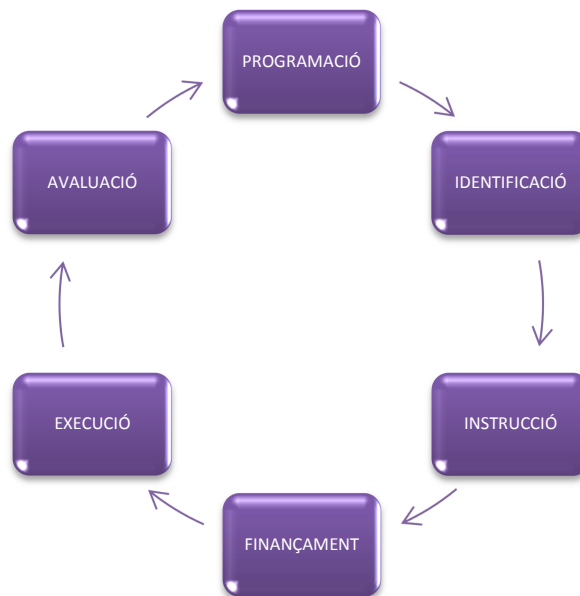 PROGRAMACIÓ
IDENTIFICACIÓ
INSTRUCCIÓ
FINANÇAMENT
EXECUCIÓ
AVALUACIÓ